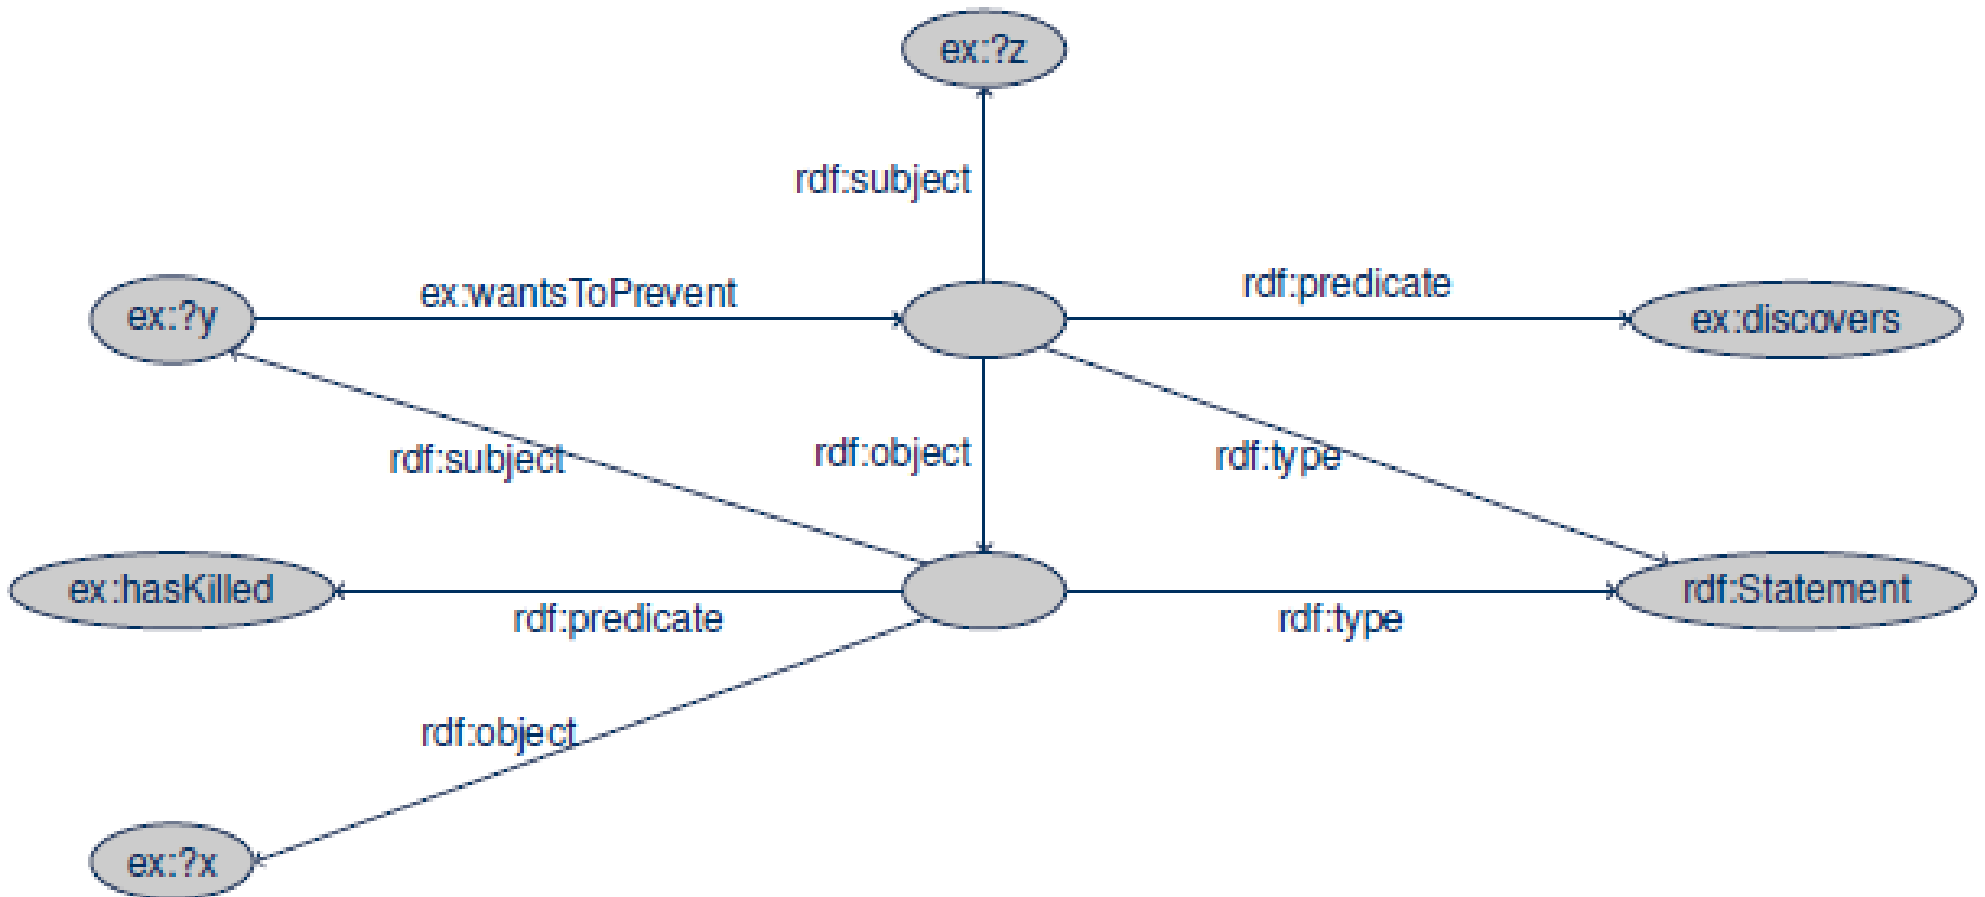 ex:?z
rdf:subject
ex:?y
ex:wantsToPrevent
rdf:predicate
ex:discovers
rdf:subject
rdf:object
rdf:type
ex:hasKilled
rdf:predicate
rdf:type
rdf:Statement
rdf:object
ex:?x